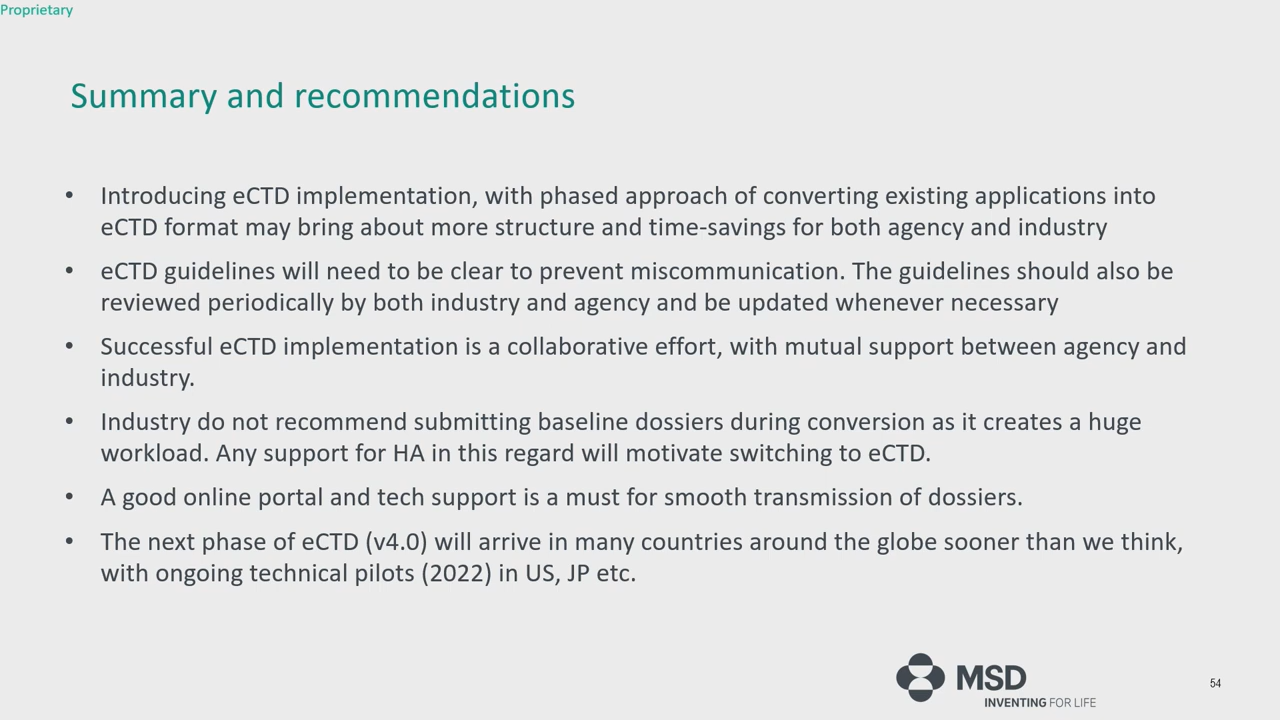 Proprietary
Summary and recommendations
• Introducing eCTD implementation, with phased approach of converting existing applications into
eCTD format may bring about more structure and time-savings for both agency and industry
• eCTD guidelines will need to be clear to prevent miscommunication. The guidelines should also be
reviewed periodically by both industry and agency and be updated whenever necessary
• Successful eCTD implementation is a collaborative effort, with mutual support between agency and
industry.
• Industry do not recommend submitting baseline dossiers during conversion as it creates a huge
workload. Any support for HA in this regard will motivate switching to eCTD.
• A good online portal and tech support is a must for smooth transmission of dossiers.
• The next phase of eCTD (v4.0) will arrive in many countries around the globe sooner than we think,
with ongoing technical pilots (2022) in US, JP etc.
MSD
INVENTING FOR LIFE
54